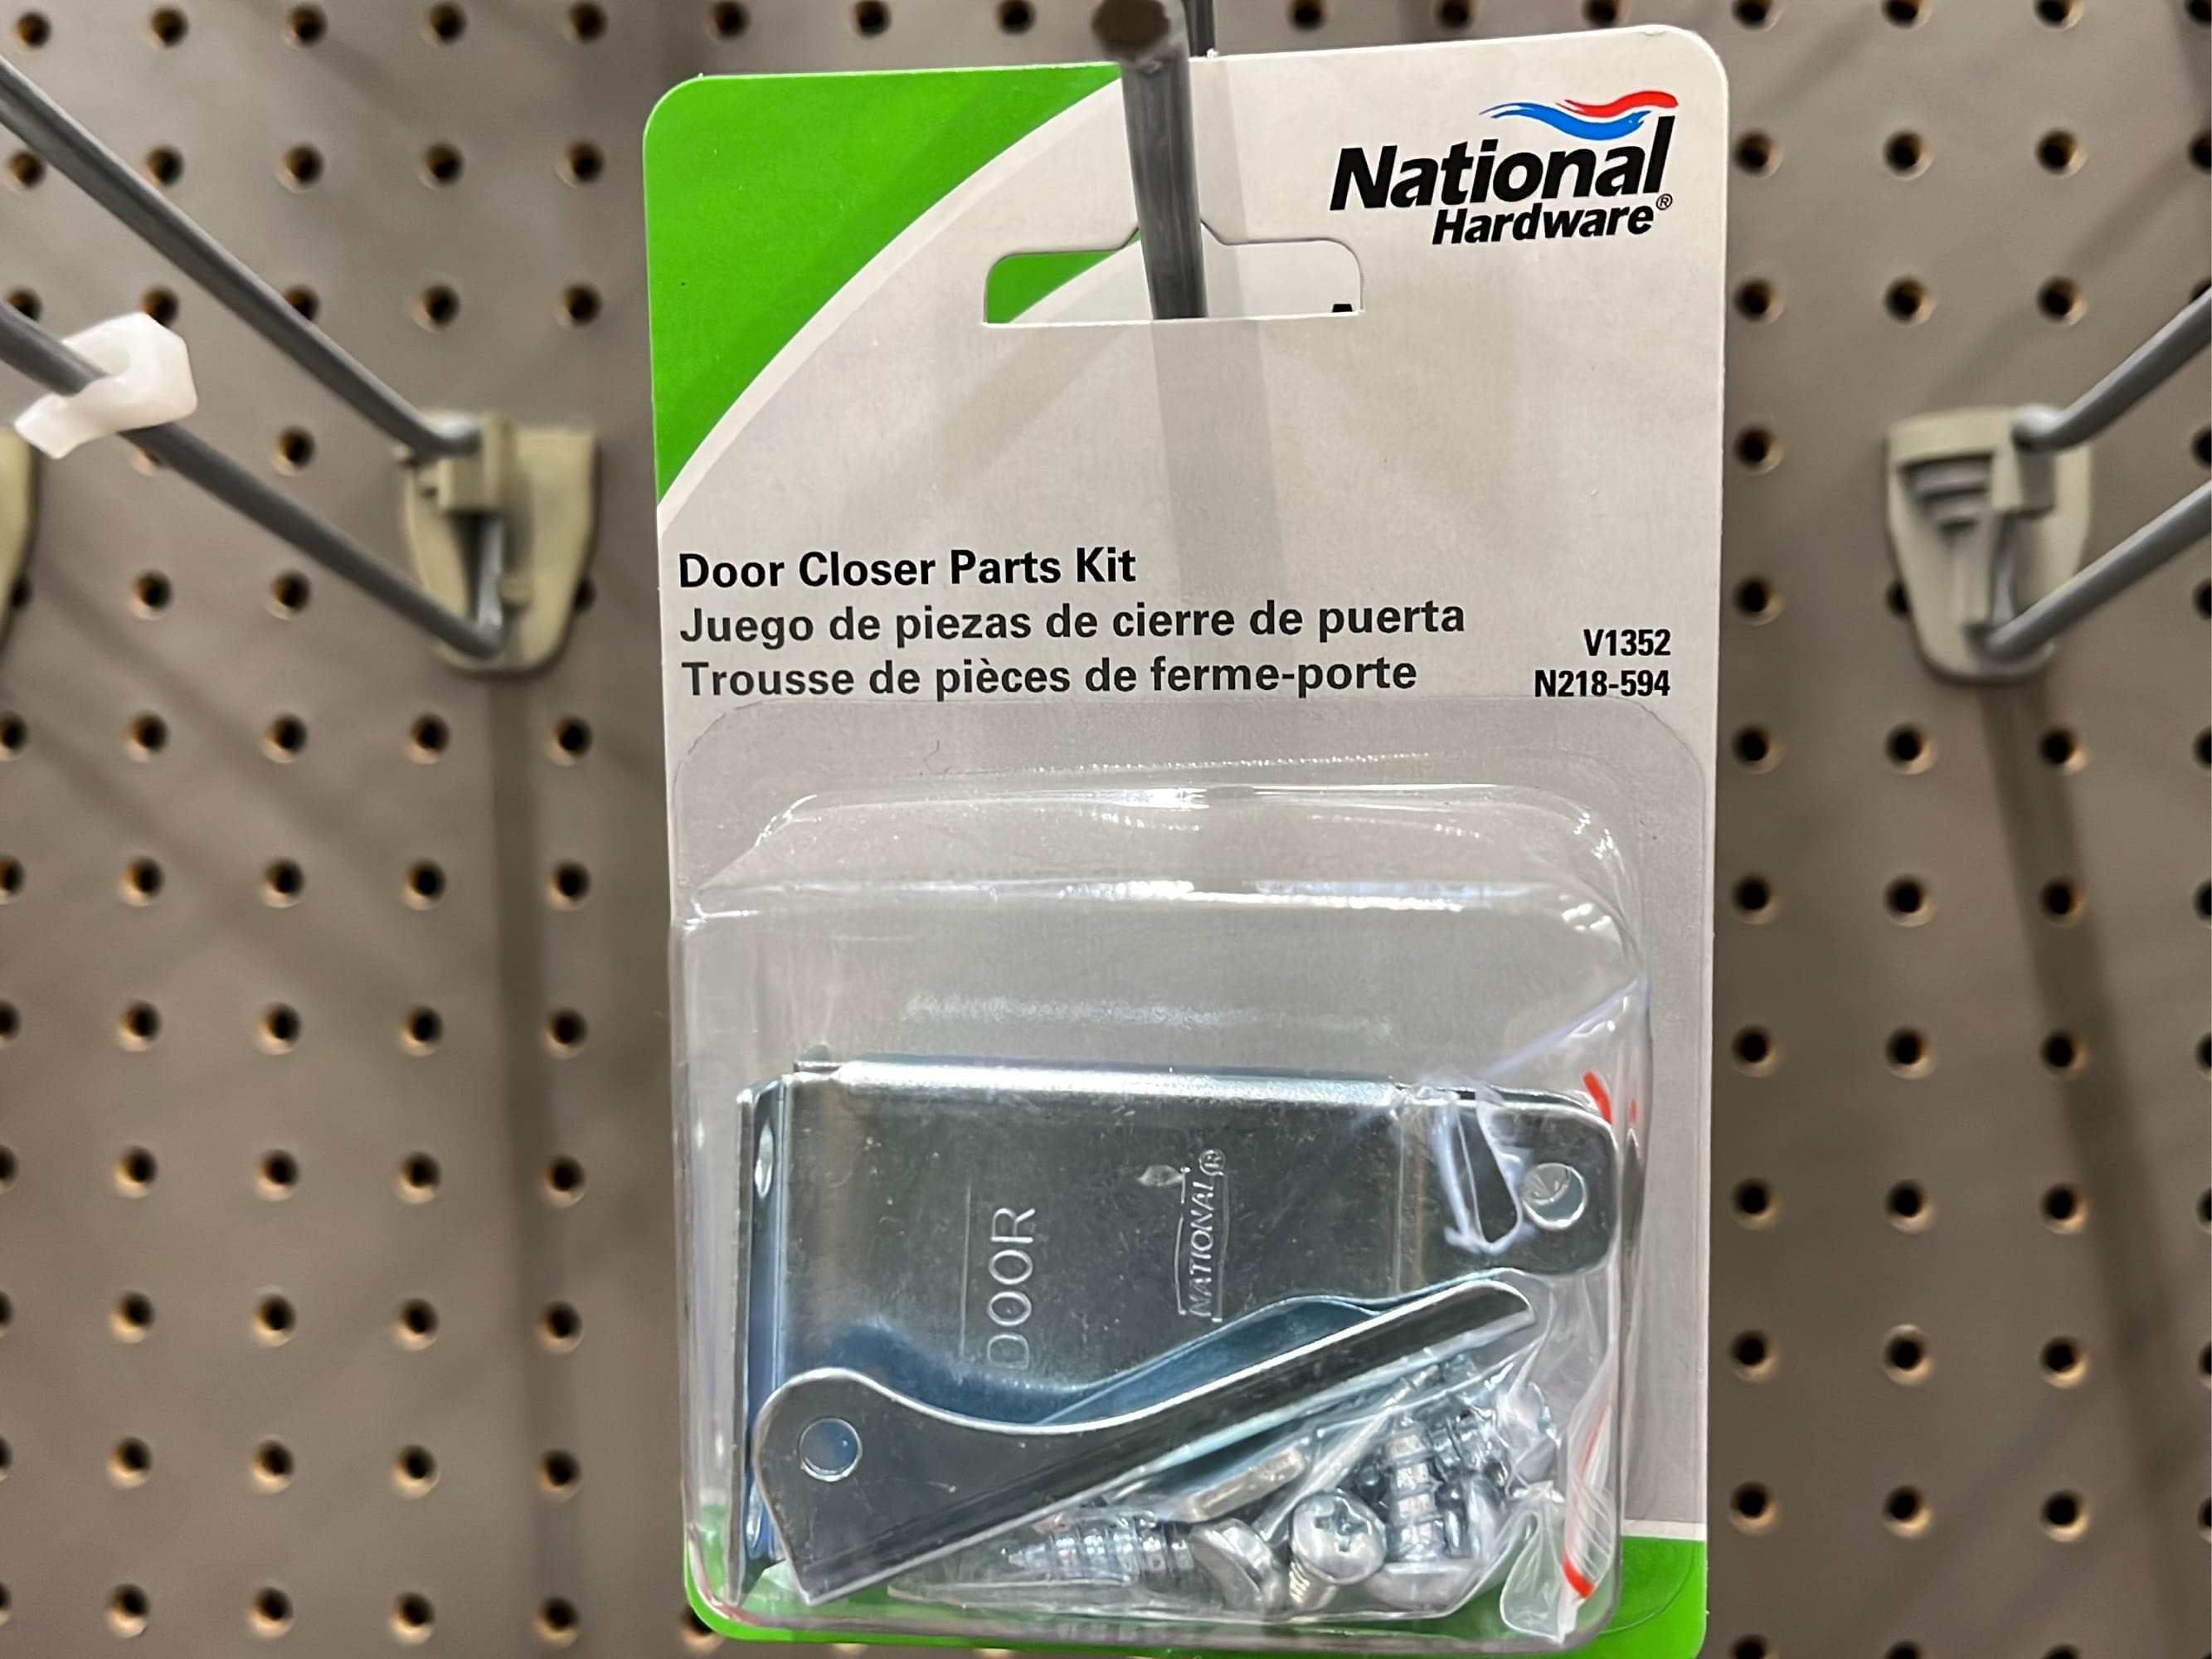 National
Hardware®
Door Closer Parts Kit
Juego de piezas de cierre de puerta
Trousse de pièces de ferme-porte
V1352
N218-594
DOOR
NATIONAL®